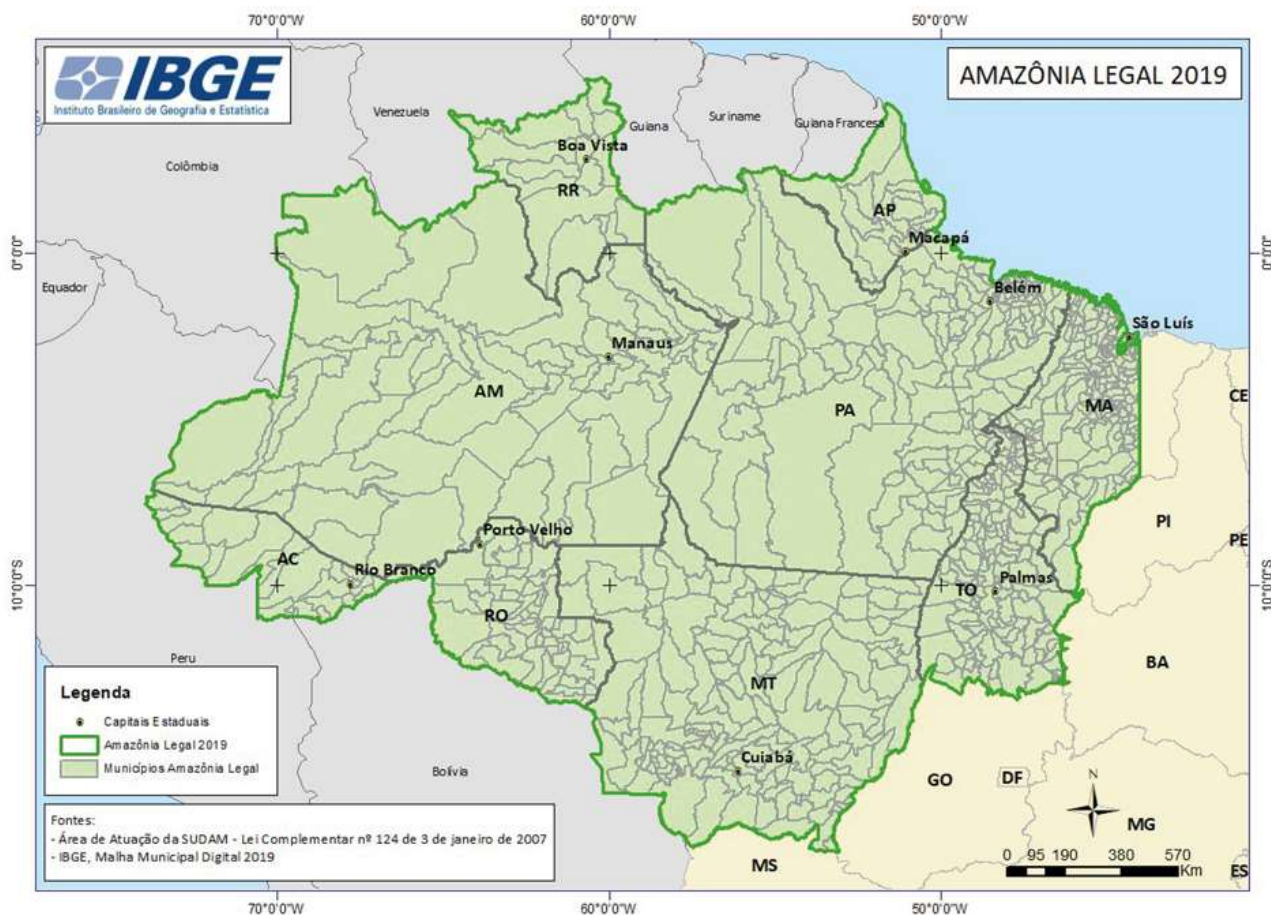 70°0'0"W
60°0'0"W
50°0'0"W
IBGE
Instituto Brasileiro de Geografia e Estatística
AMAZÔNIA LEGAL 2019
Venezuela
Guiana
Suriname
Guiana Francesa
Colômbia
Boa Vista
RR
AP
Macapá
0°0'0"
0°0'0"
Equador
Belém
São Luís
Manaus
AM
PA
MA
CE
Porto Velho
PI
PE
AC
Rio Branco
RO
TO
Palmas
10°0'0"S
10°0'0"S
Peru
BA
MT
Legenda
Capitais Estaduais
Amazônia Legal 2019
Municípios Amazônia Legal
Cuiabá
Bolívia
GO
DF
N
MG
MS
ES
0 95 190 380 570
Km
Fontes:
- Área de Atuação da SUDAM - Lei Complementar nº 124 de 3 de janeiro de 2007
- IBGE, Malha Municipal Digital 2019
70°0'0"W
60°0'0"W
50°0'0"W